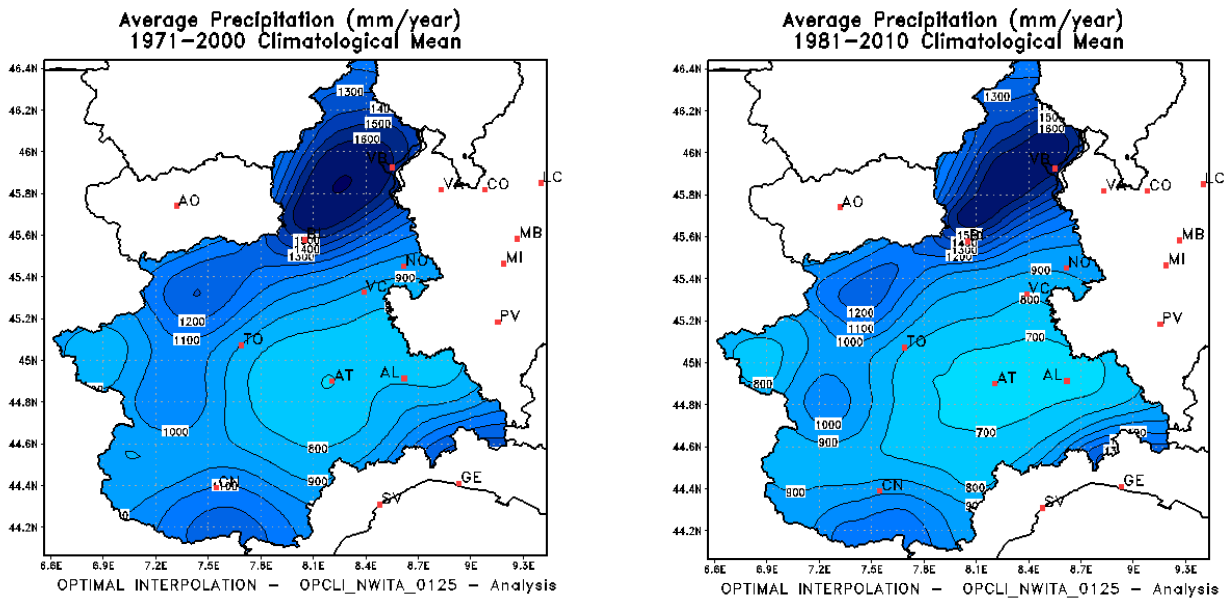 Average Precipitation (mm/year)
1971-2000 Climatological Mean
46.4N
46.2N
46N
45.8N
45.6N
45.4N
45.2N
45N
44.8N
44.6N
44.4N
44.2N
1300
1500
1600
VB
VA
CO
LC
AO
BI
1400
1300
MB
MI
NO
900
VC
1200
1100
PV
TO
AT
AL
1000
800
900
CN
SV
GE
6.6E
6.9E
7.2E
7.5E
7.8E
8.1E
8.4E
8.7E
9E
9.3E
OPTIMAL INTERPOLATION - OPCLI_NWITA_0125 - Analysis
Average Precipitation (mm/year)
1981-2010 Climatological Mean
46.4N
46.2N
46N
45.8N
45.6N
45.4N
45.2N
45N
44.8N
44.6N
44.4N
44.2N
1300
1600
VB
VA
CO
LC
AO
1300
1200
MB
MI
NO
900
VC
800
1200
1100
1000
PV
TO
700
800
AT
AL
1000
900
700
900
800
CN
SV
GE
6.6E
6.9E
7.2E
7.5E
7.8E
8.1E
8.4E
8.7E
9E
9.3E
OPTIMAL INTERPOLATION - OPCLI_NWITA_0125 - Analysis